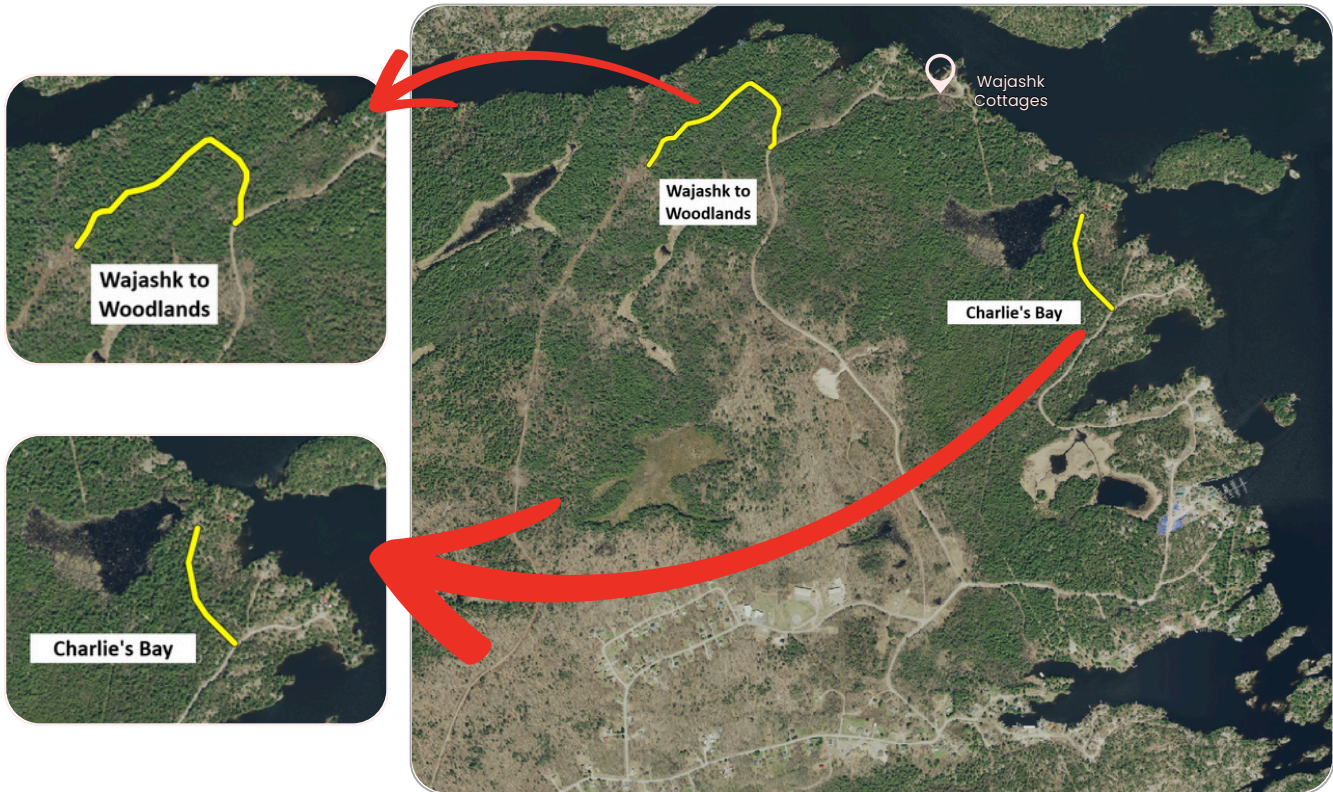 Wajashk to
Woodlands
Charlie's Bay
Wajashk
Cottages
Wajashk to
Woodlands
Charlie's Bay